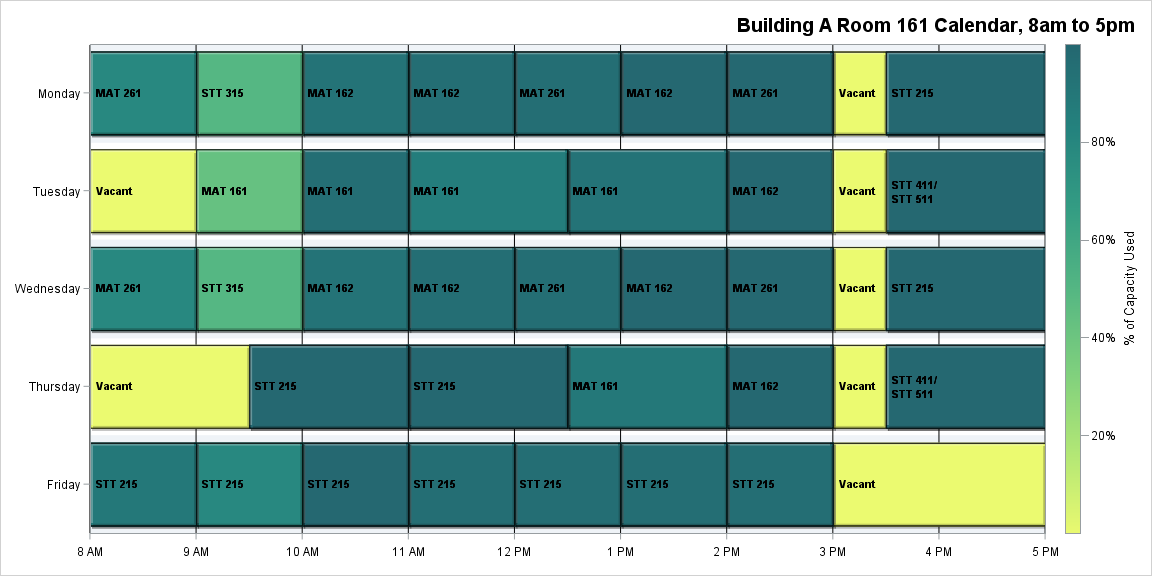 Building A Room 161 Calendar, 8am to 5pm
Monday
MAT 261
STT 315
MAT 162
MAT 162
MAT 261
MAT 162
MAT 261
Vacant
STT 215
Tuesday
Vacant
MAT 161
MAT 161
MAT 161
MAT 161
MAT 162
Vacant
STT 411/
STT 511
Wednesday
MAT 261
STT 315
MAT 162
MAT 162
MAT 261
MAT 162
MAT 261
Vacant
STT 215
Thursday
Vacant
STT 215
STT 215
MAT 161
MAT 162
Vacant
STT 411/
STT 511
Friday
STT 215
STT 215
STT 215
STT 215
STT 215
STT 215
STT 215
Vacant
8 AM
9 AM
10 AM
11 AM
12 PM
1 PM
2 PM
3 PM
4 PM
5 PM
80%
60%
40%
20%
% of Capacity Used